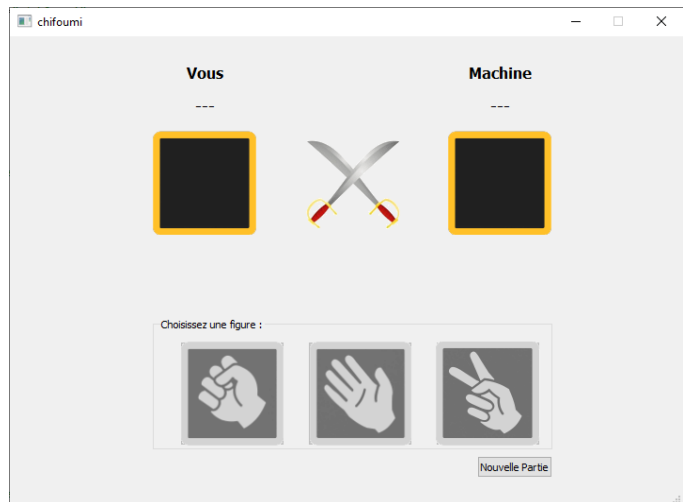 chifoumi
Vous
Machine
---
---
Choisissez une figure :
Nouvelle Partie